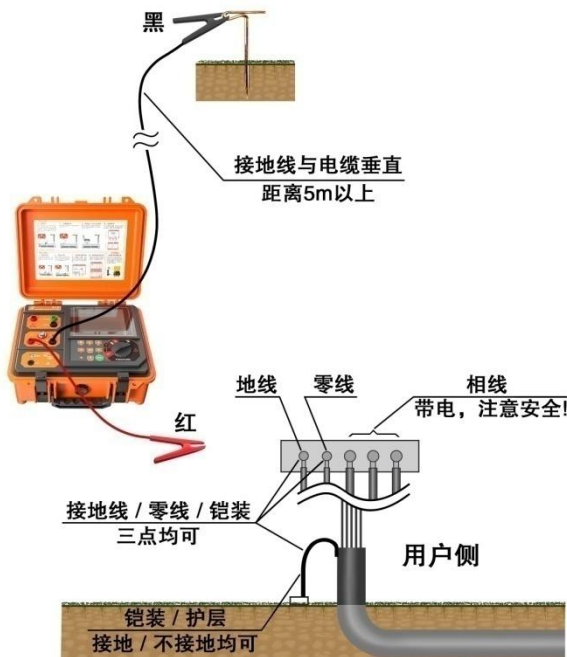 黑
接地线与电缆垂直
距离5m以上
红
地线
零线
相线
带电，注意安全!
接地线 / 零线 / 铠装
三点均可
用户侧
铠装 / 护层
接地 / 不接地均可